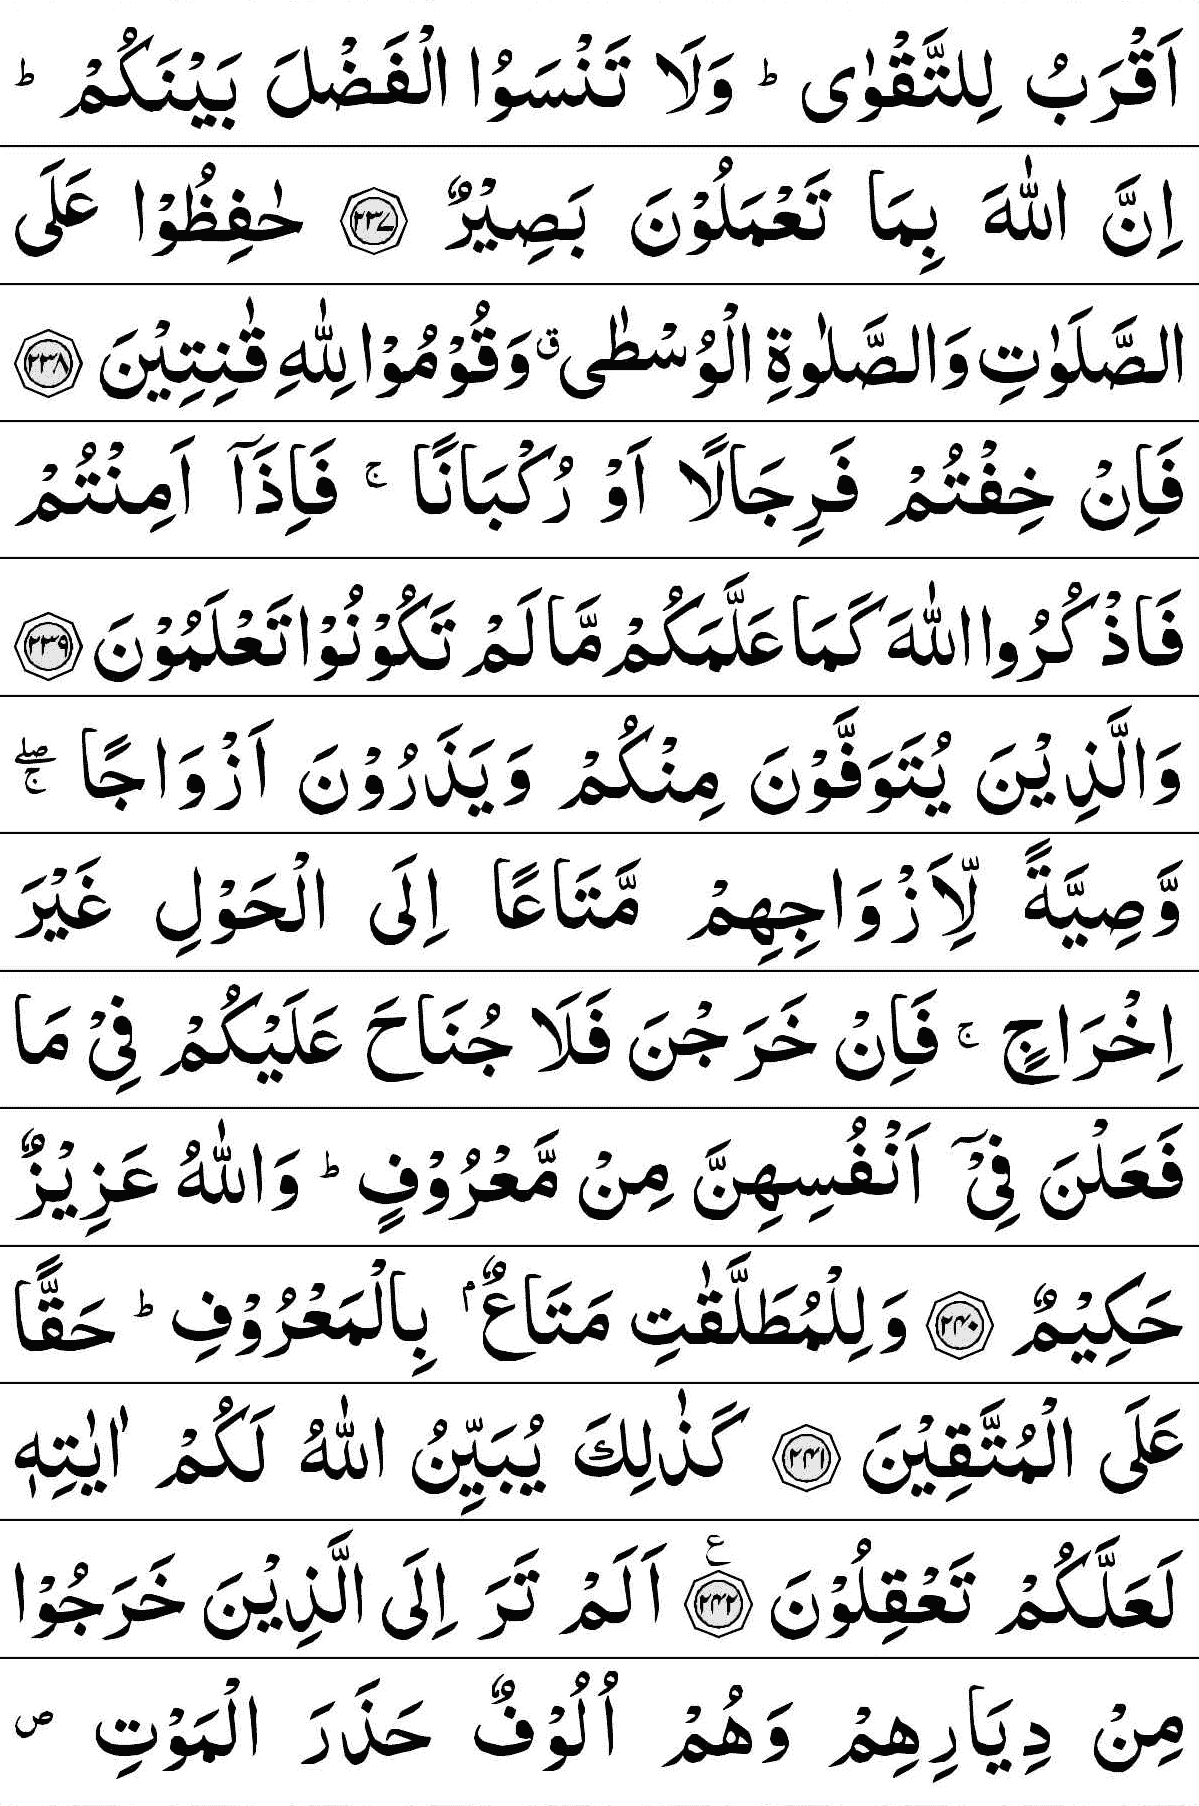 اَقْرَبُ لِلتَّقْوٰى ؕ وَلَا تَنْسَوُا الْفَضْلَ بَيْنَكُمْ ؕ
اِنَّ اللّٰهَ بِمَا تَعْمَلُوْنَ بَصِيْرٌ ﴿۲۳۷﴾ حٰفِظُوْا عَلَى
الصَّلَوٰتِ وَالصَّلٰوةِ الْوُسْطٰى ۗ وَقُوْمُوْا لِلّٰهِ قٰنِتِيْنَ ﴿۲۳۸﴾
فَاِنْ خِفْتُمْ فَرِجَالًا اَوْ رُكْبَانًا ۚ فَاِذَاۤ اَمِنْتُمْ
فَاذْكُرُوا اللّٰهَ كَمَا عَلَّمَكُمْ مَّا لَمْ تَكُوْنُوْا تَعْلَمُوْنَ ﴿۲۳۹﴾
وَالَّذِيْنَ يُتَوَفَّوْنَ مِنْكُمْ وَيَذَرُوْنَ اَزْوَاجًا ۖۚ
وَّصِيَّةً لِّاَزْوَاجِهِمْ مَّتَاعًا اِلَى الْحَوْلِ غَيْرَ
اِخْرَاجٍ ۚ فَاِنْ خَرَجْنَ فَلَا جُنَاحَ عَلَيْكُمْ فِيْ مَا
فَعَلْنَ فِيْۤ اَنْفُسِهِنَّ مِنْ مَّعْرُوْفٍ ؕ وَاللّٰهُ عَزِيْزٌ
حَكِيْمٌ ﴿۲۴۰﴾ وَلِلْمُطَلَّقٰتِ مَتَاعٌ ۢ بِالْمَعْرُوْفِ ؕ حَقًّا
عَلَى الْمُتَّقِيْنَ ﴿۲۴۱﴾ كَذٰلِكَ يُبَيِّنُ اللّٰهُ لَكُمْ اٰيٰتِهٖ
لَعَلَّكُمْ تَعْقِلُوْنَ ﴿۲۴۲﴾ ع اَلَمْ تَرَ اِلَى الَّذِيْنَ خَرَجُوْا
مِنْ دِيَارِهِمْ وَهُمْ اُلُوْفٌ حَذَرَ الْمَوْتِ ص